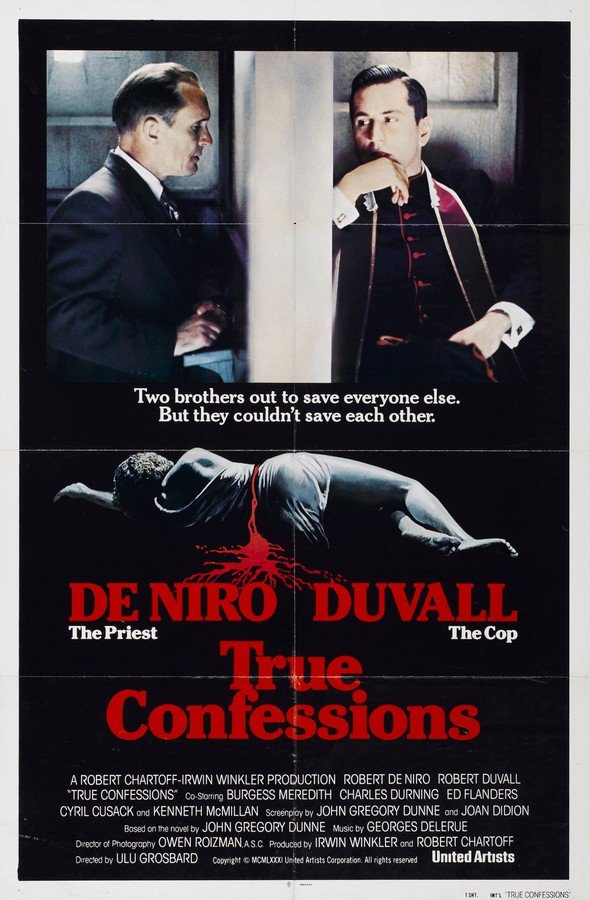 Two brothers out to save everyone else.
But they couldn't save each other.
DE NIRO DUVALL
The Priest The Cop
True
Confessions
A ROBERT CHARTOFF-IRWIN WINKLER PRODUCTION ROBERT DE NIRO ROBERT DUVALL
"TRUE CONFESSIONS" Co-Starring BURGESS MEREDITH CHARLES DURNING ED FLANDERS
CYRIL CUSACK and KENNETH McMILLAN Screenplay by JOHN GREGORY DUNNE and JOAN DIDION
Based on the novel by JOHN GREGORY DUNNE Music by GEORGES DELERUE
Director of Photography OWEN ROIZMAN, A.S.C. Produced by IRWIN WINKLER and ROBERT CHARTOFF
Directed by ULU GROSBARD Copyright © MCMLXXXI United Artists Corporation. All rights reserved United Artists
1 SHT. INT'L "TRUE CONFESSIONS"